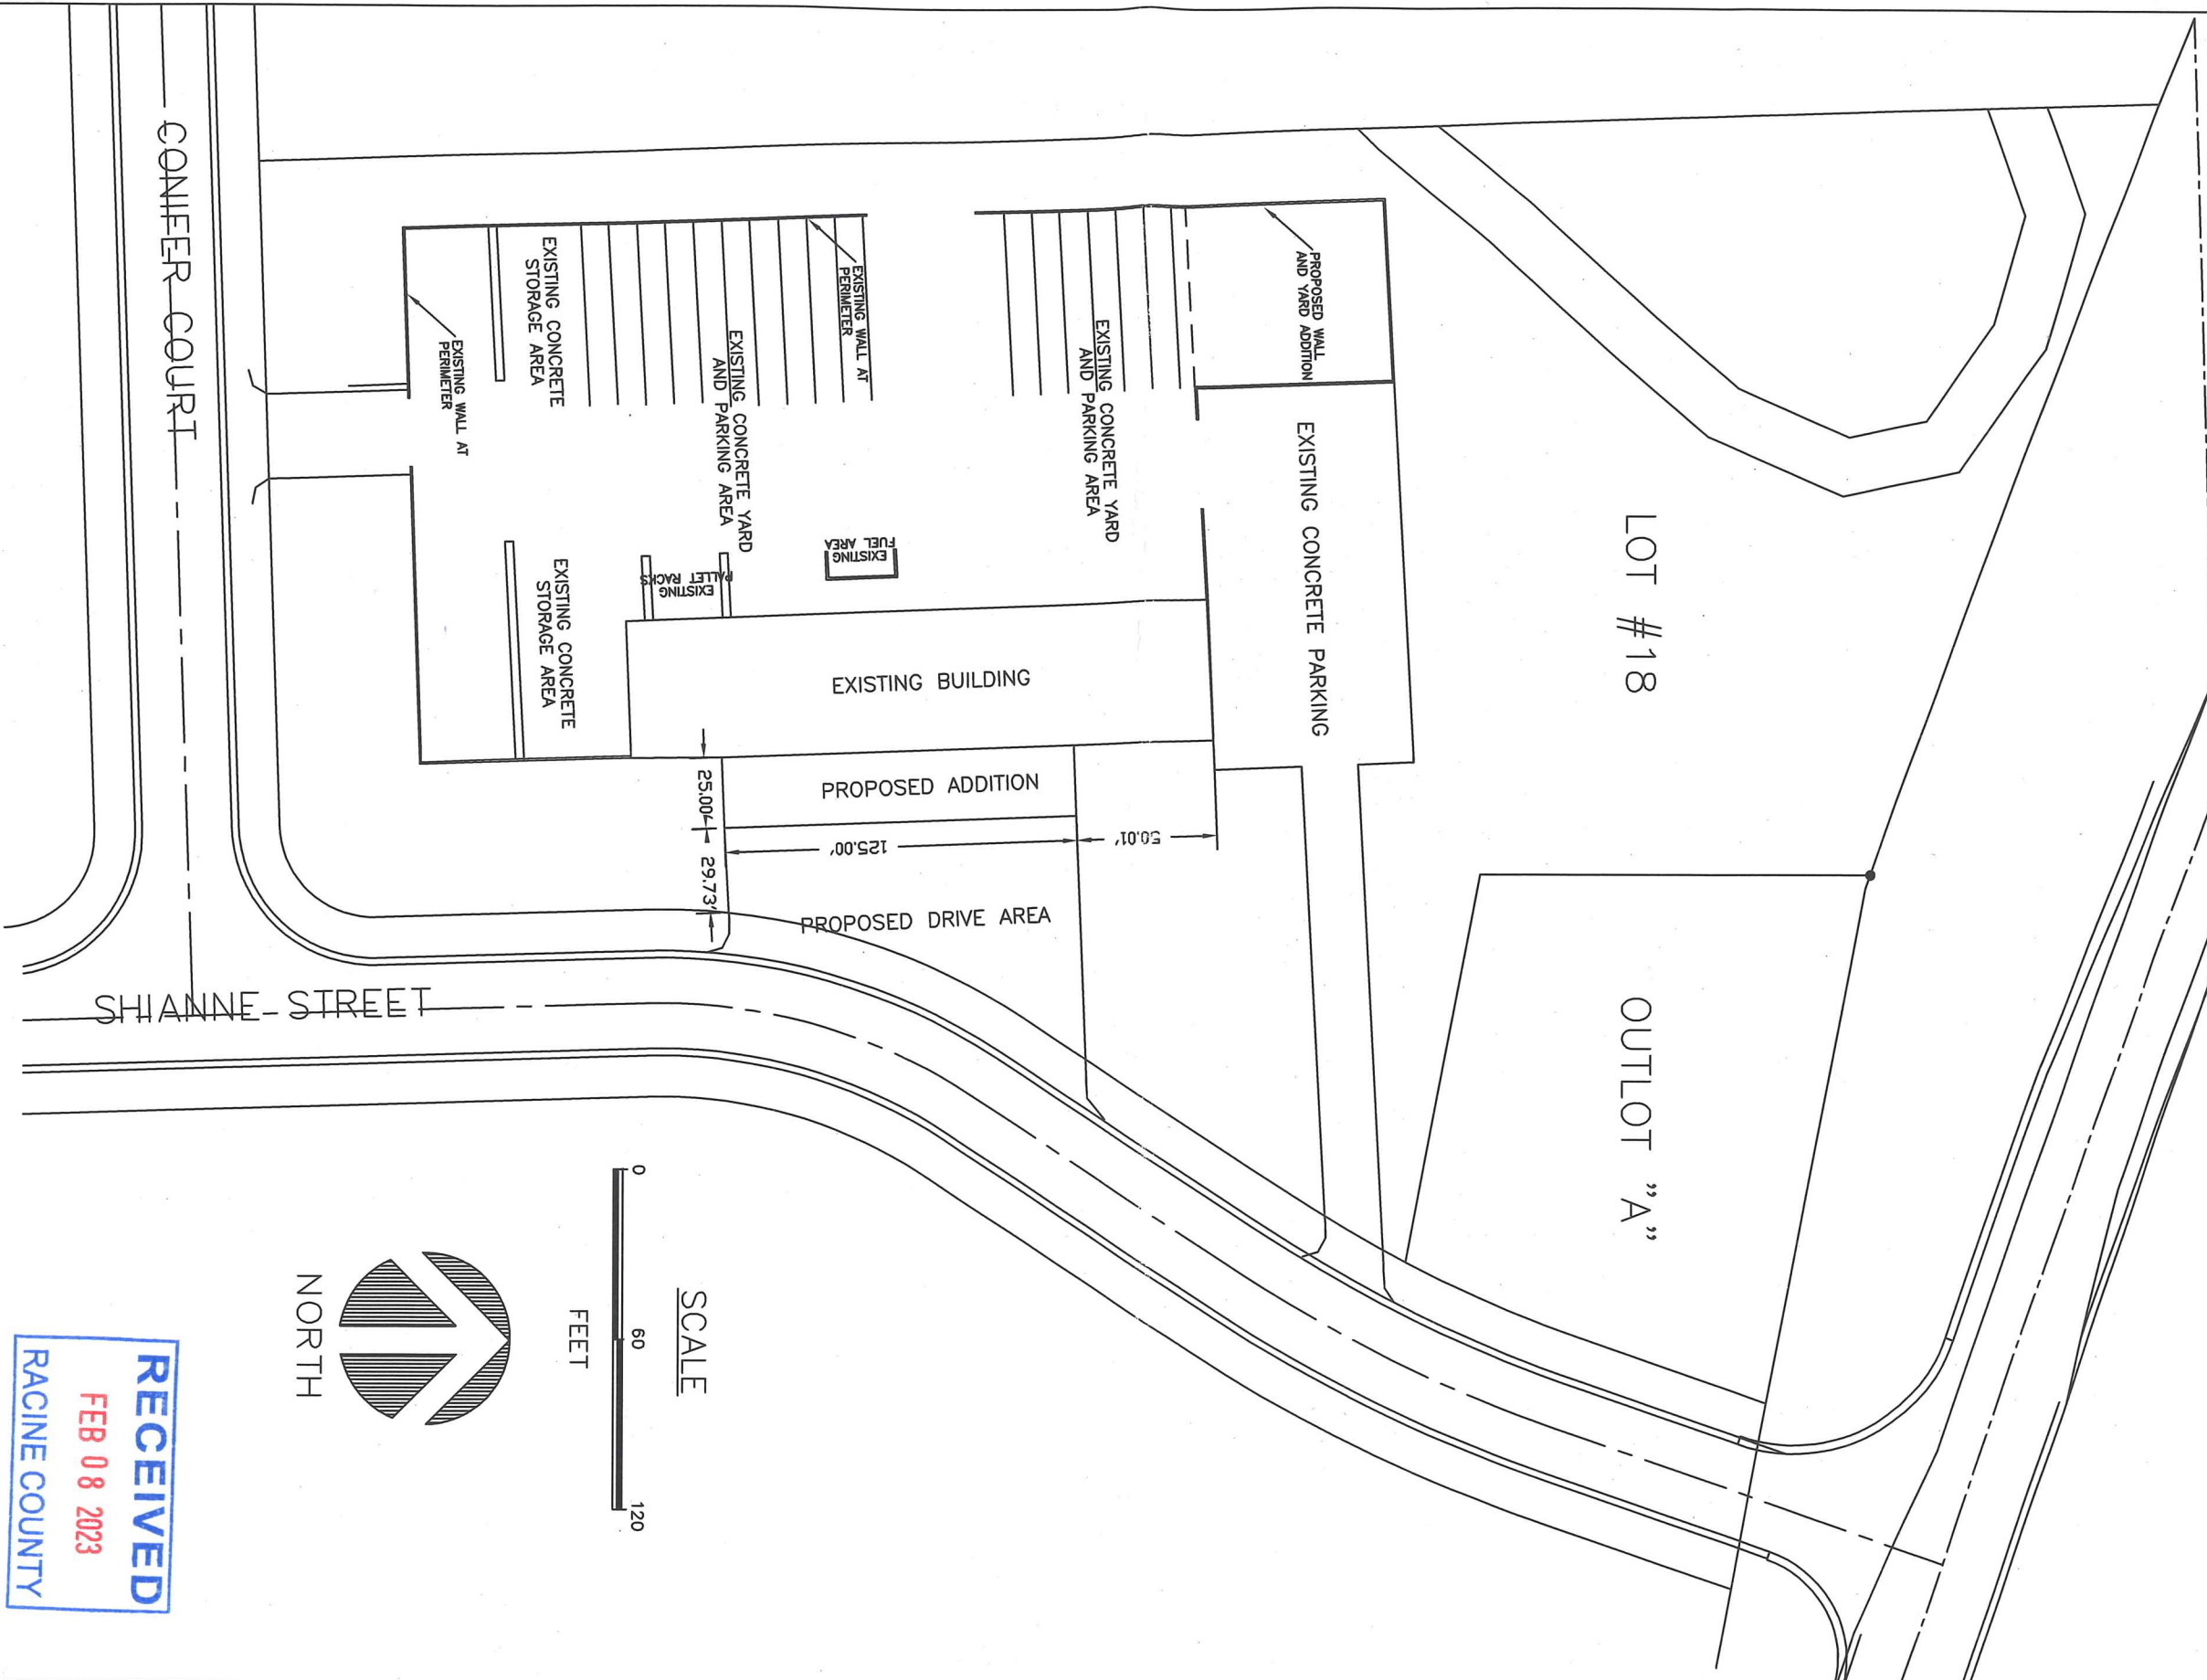 CONIFER COURT
EXISTING CONCRETE
STORAGE AREA
EXISTING WALL AT
PERIMETER
EXISTING WALL AT
PERIMETER
EXISTING CONCRETE YARD
AND PARKING AREA
EXISTING CONCRETE YARD
AND PARKING AREA
PROPOSED WALL
AND YARD ADDITION
EXISTING CONCRETE PARKING
LOT #18
EXISTING
FUEL AREA
EXISTING
PALLET RACKS
EXISTING CONCRETE
STORAGE AREA
EXISTING BUILDING
PROPOSED ADDITION
25.00'
125.00'
50.01'
29.73'
PROPOSED DRIVE AREA
SHIANNE STREET
OUTLOT "A"
SCALE
0 60 120
FEET
NORTH
RECEIVED
FEB 08 2023
RACINE COUNTY